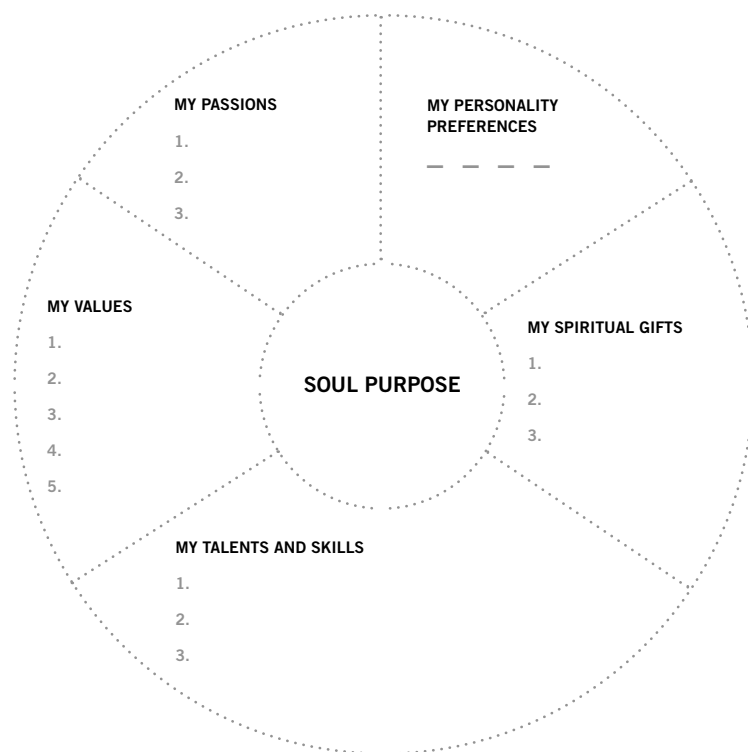 MY PASSIONS
1.
2.
3.
MY PERSONALITY
PREFERENCES
_ _ _ _
MY VALUES
1.
2.
3.
4.
5.
MY SPIRITUAL GIFTS
1.
2.
3.
SOUL PURPOSE
MY TALENTS AND SKILLS
1.
2.
3.